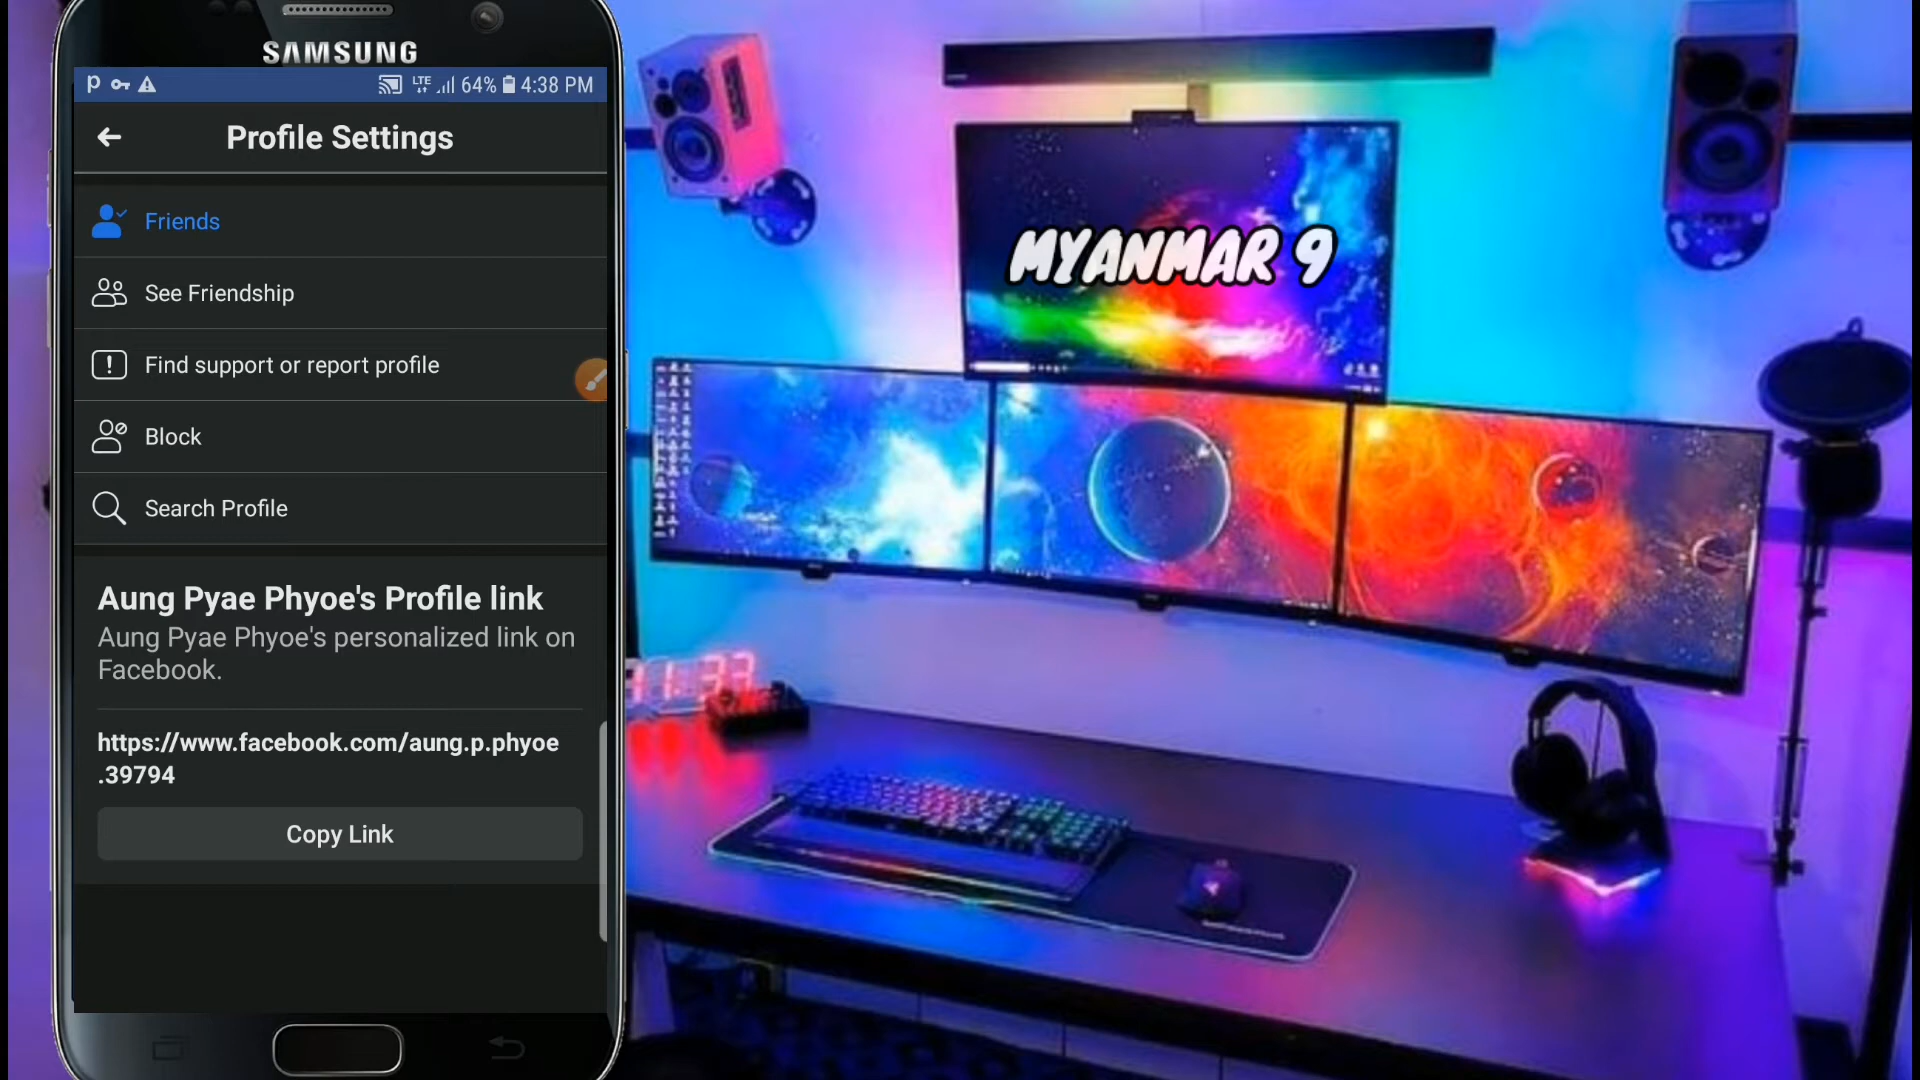 SAMSUNG
LTE 64% 4:38 PM
Profile Settings
Friends
See Friendship
Find support or report profile
Block
Search Profile
Aung Pyae Phyoe's Profile link
Aung Pyae Phyoe's personalized link on
Facebook.
https://www.facebook.com/aung.p.phyoe
.39794
Copy Link
MYANMAR 9